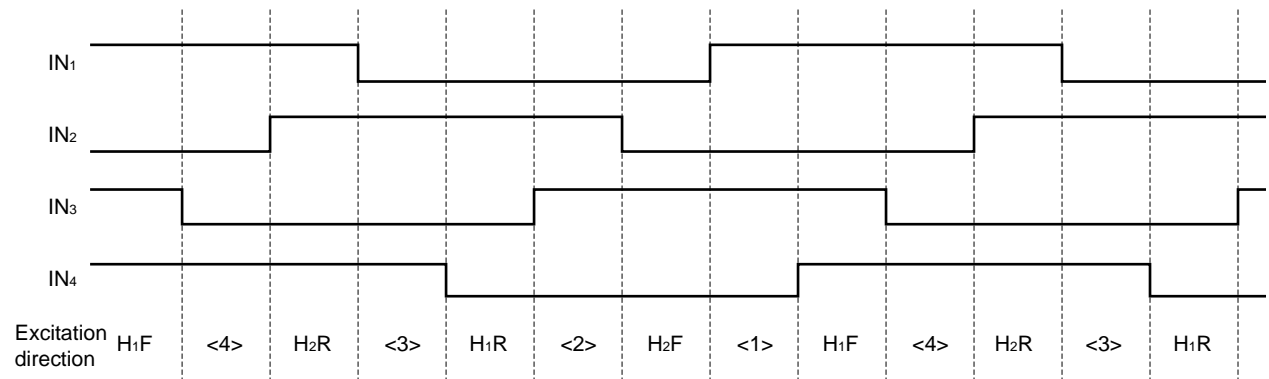 IN₁
IN₂
IN₃
IN₄
Excitation direction H₁F <4> H₂R <3> H₁R <2> H₂F <1> H₁F <4> H₂R <3> H₁R